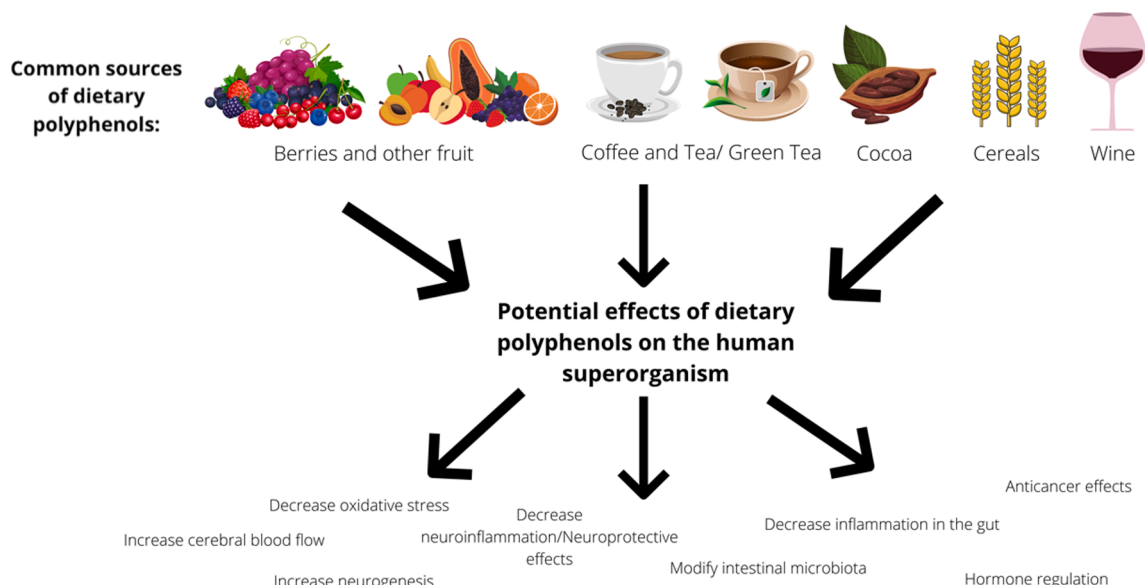 Common sources
of dietary
polyphenols:
Berries and other fruit
Coffee and Tea/ Green Tea
Cocoa
Cereals
Wine
Potential effects of dietary
polyphenols on the human
superorganism
Anticancer effects
Decrease oxidative stress
Decrease
neuroinflammation/Neuroprotective
effects
Decrease inflammation in the gut
Increase cerebral blood flow
Modify intestinal microbiota
Increase neurogenesis
Hormone regulation